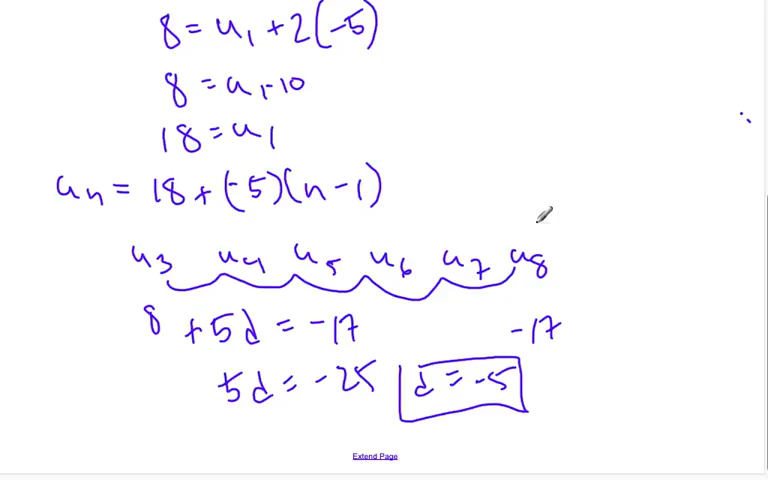 8 = u₁ + 2(-5)
8 = u₁ - 10
18 = u₁
uₙ = 18 + (-5)(n - 1)
u₃ u₄ u₅ u₆ u₇ u₈
8 + 5d = -17 -17
5d = -25 d = -5
Extend Page